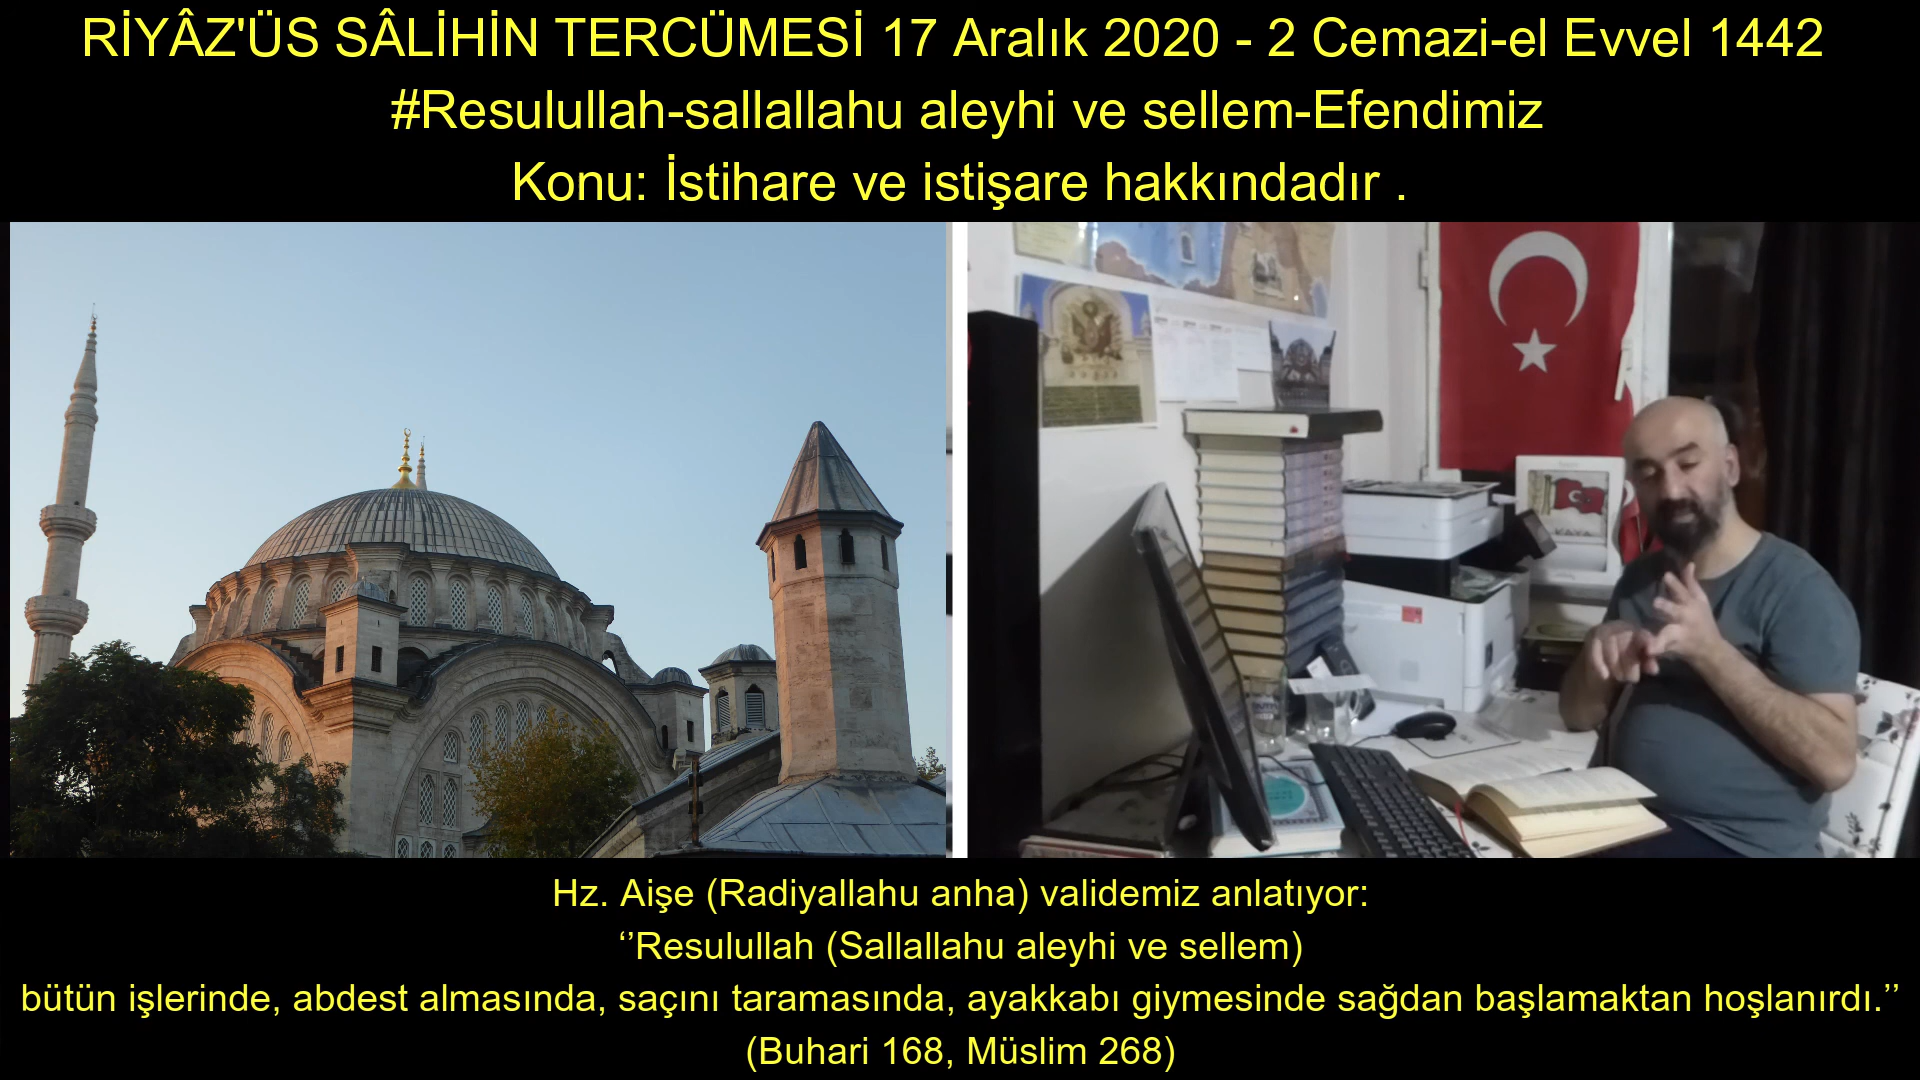 RİYÂZ'ÜS SÂLİHİN TERCÜMESİ 17 Aralık 2020 - 2 Cemazi-el Evvel 1442
#Resulullah-sallallahu aleyhi ve sellem-Efendimiz
Konu: İstihare ve istişare hakkındadır .
Hz. Aişe (Radiyallahu anha) validemiz anlatıyor:
‘’Resulullah (Sallallahu aleyhi ve sellem)
bütün işlerinde, abdest almasında, saçını taramasında, ayakkabı giymesinde sağdan başlamaktan hoşlanırdı.’’
(Buhari 168, Müslim 268)